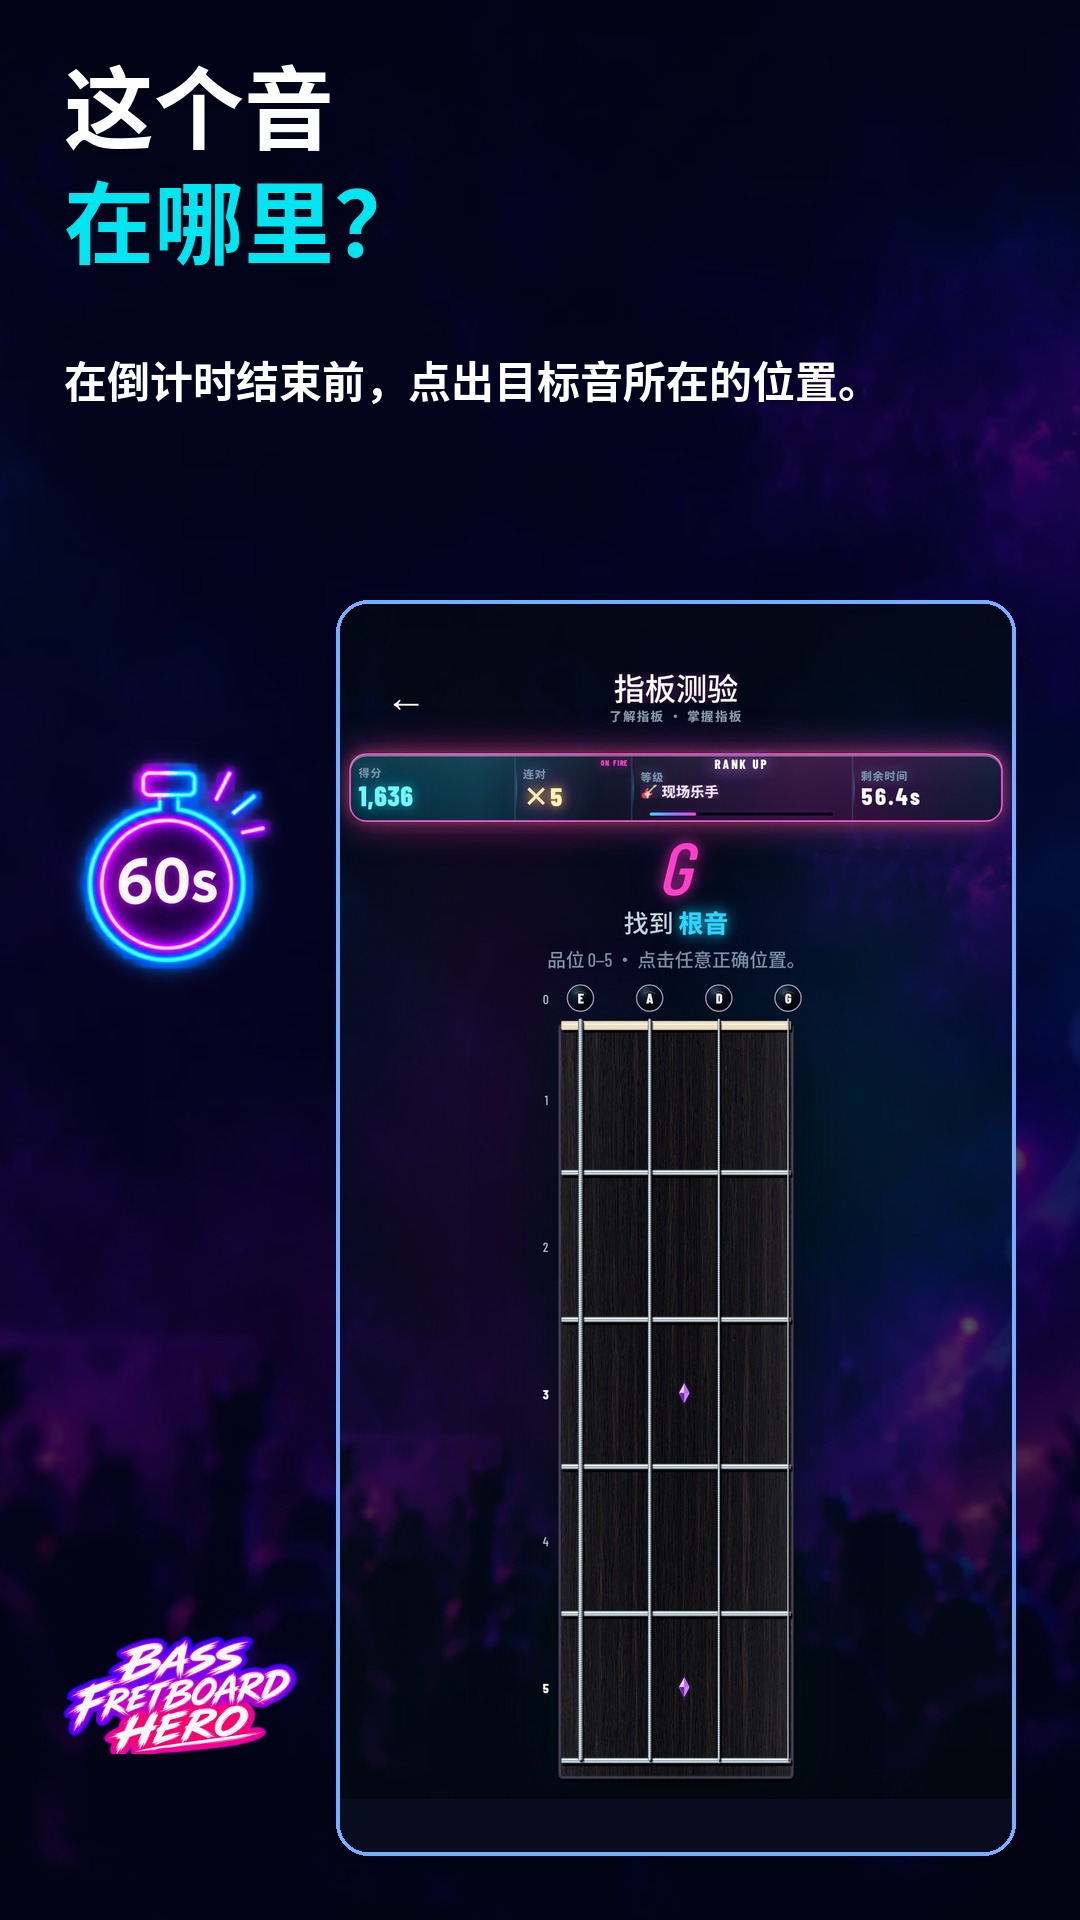 这个音
在哪里？
在倒计时结束前，点出目标音所在的位置。
60s
←
指板测验
了解指板 • 掌握指板
得分
1,636
连对
ON FIRE
×5
RANK UP
等级
🎸 现场乐手
剩余时间
56.4s
G
找到 根音
品位 0–5 • 点击任意正确位置。
0 E A D G
1
2
3
4
5
BASS
FRETBOARD
HERO